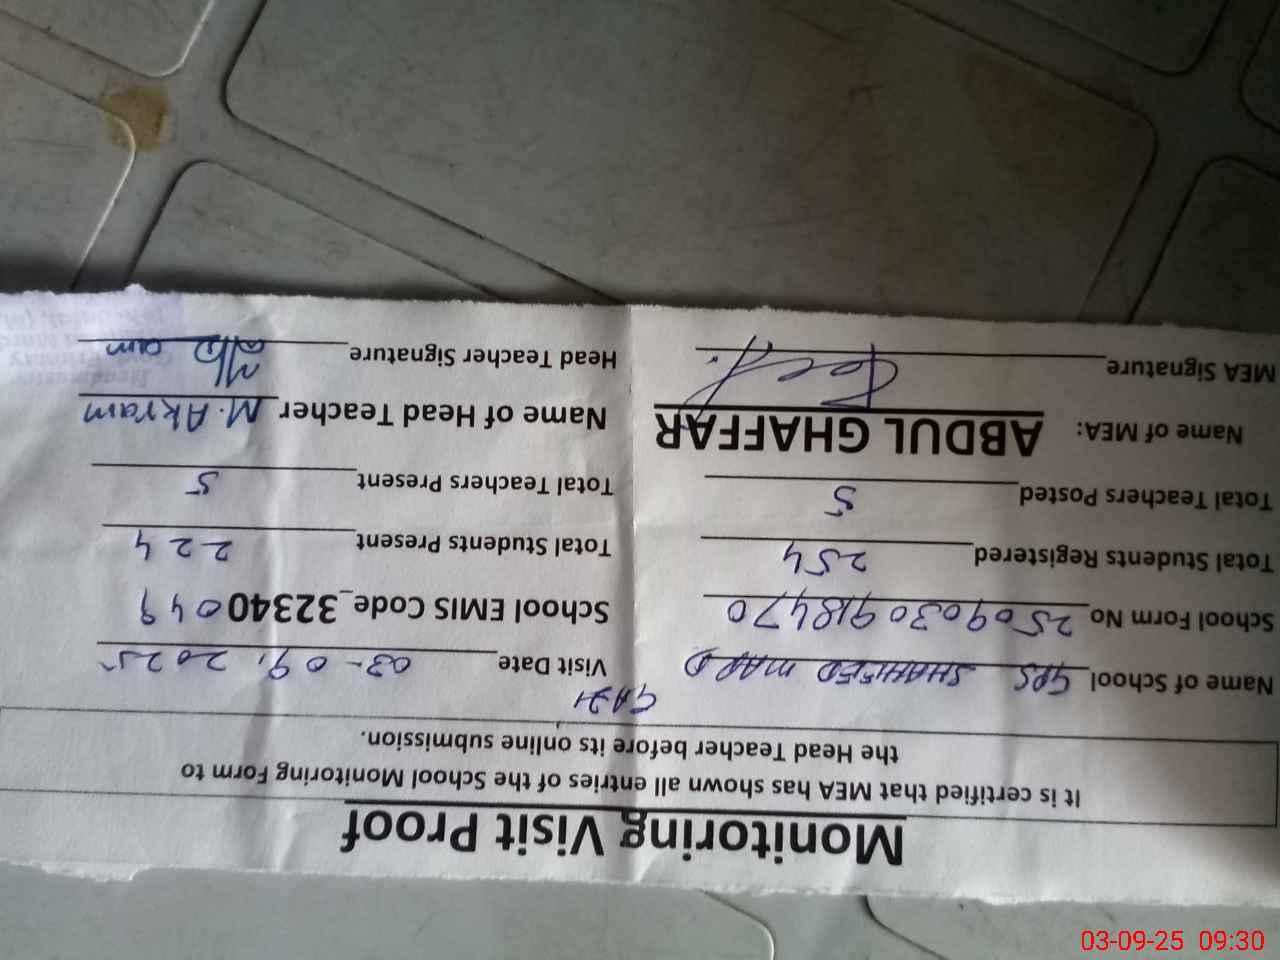 Monitoring Visit Proof
It is certified that MEA has shown all entries of the School Monitoring Form to
the Head Teacher before its online submission.
Name of School GPS SHAHEED MARD
GAZI
Visit Date 03-09.2025
School Form No 2509030918470
School EMIS Code_32340049
Total Students Registered 254
Total Students Present 224
Total Teachers Posted 5
Total Teachers Present 5
Name of MEA: ABDUL GHAFFAR
Name of Head Teacher M. Akram
MEA Signature
Head Teacher Signature
03-09-25 09:30